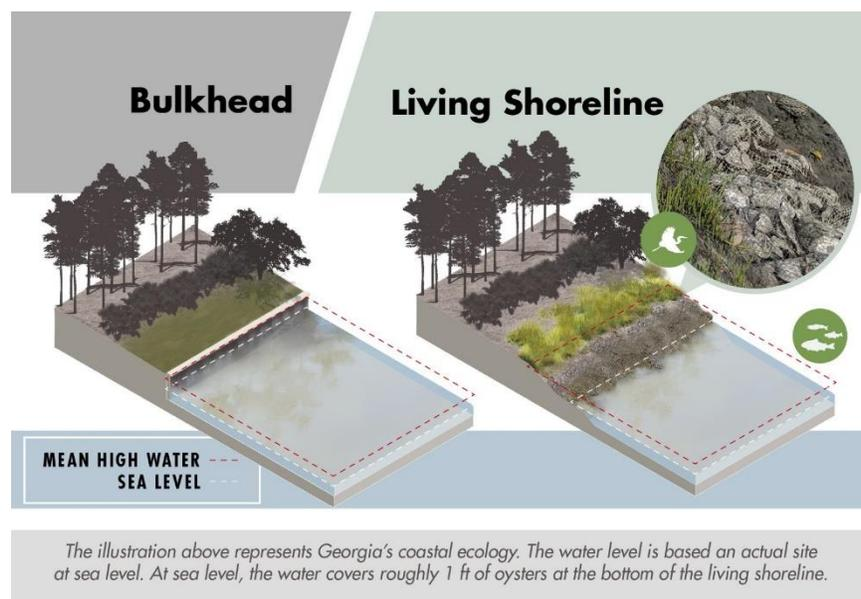 Bulkhead
Living Shoreline
MEAN HIGH WATER
SEA LEVEL
The illustration above represents Georgia's coastal ecology. The water level is based an actual site
at sea level. At sea level, the water covers roughly 1 ft of oysters at the bottom of the living shoreline.